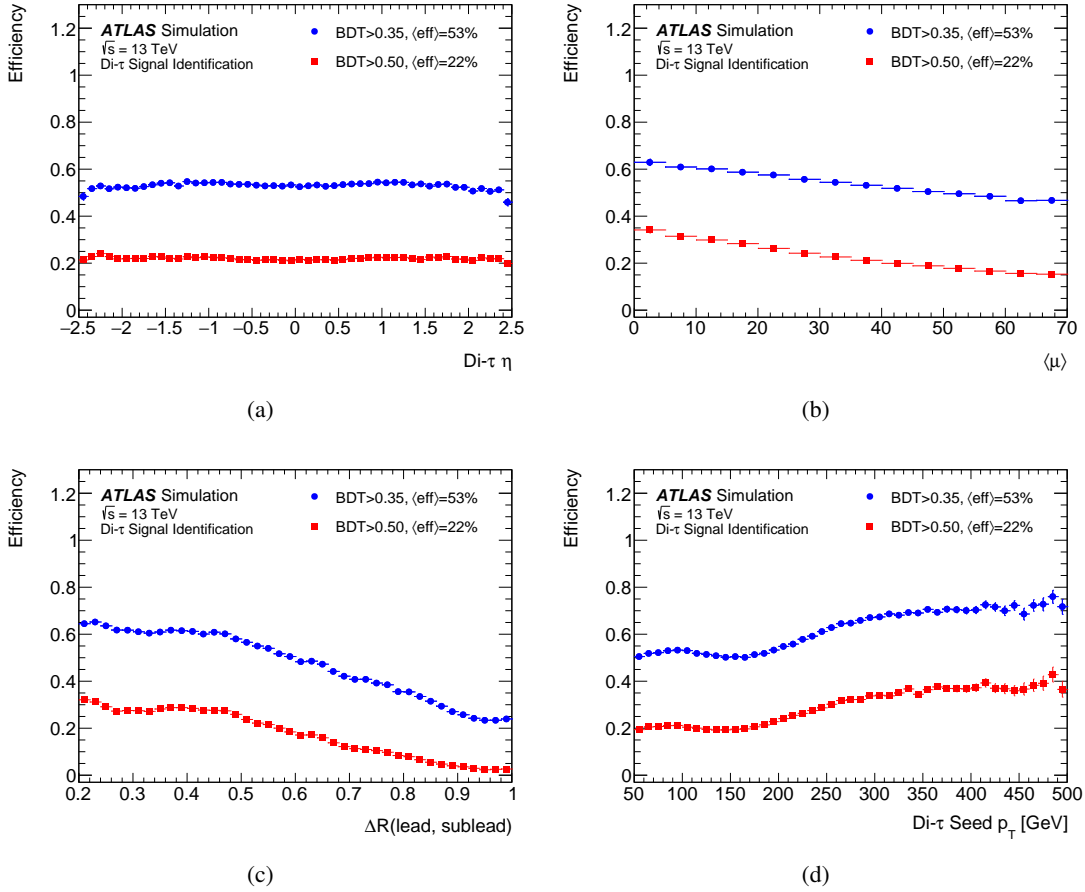 Efficiency
1.2
1
0.8
0.6
0.4
0.2
0
ATLAS Simulation
√s = 13 TeV
Di-τ Signal Identification
BDT>0.35, ⟨eff⟩=53%
BDT>0.50, ⟨eff⟩=22%
−2.5 −2 −1.5 −1 −0.5 0 0.5 1 1.5 2 2.5
Di-τ η
(a)
Efficiency
1.2
1
0.8
0.6
0.4
0.2
0
ATLAS Simulation
√s = 13 TeV
Di-τ Signal Identification
BDT>0.35, ⟨eff⟩=53%
BDT>0.50, ⟨eff⟩=22%
0 10 20 30 40 50 60 70
⟨μ⟩
(b)
Efficiency
1.2
1
0.8
0.6
0.4
0.2
0
ATLAS Simulation
√s = 13 TeV
Di-τ Signal Identification
BDT>0.35, ⟨eff⟩=53%
BDT>0.50, ⟨eff⟩=22%
0.2 0.3 0.4 0.5 0.6 0.7 0.8 0.9 1
ΔR(lead, sublead)
(c)
Efficiency
1.2
1
0.8
0.6
0.4
0.2
0
ATLAS Simulation
√s = 13 TeV
Di-τ Signal Identification
BDT>0.35, ⟨eff⟩=53%
BDT>0.50, ⟨eff⟩=22%
50 100 150 200 250 300 350 400 450 500
Di-τ Seed p_T [GeV]
(d)